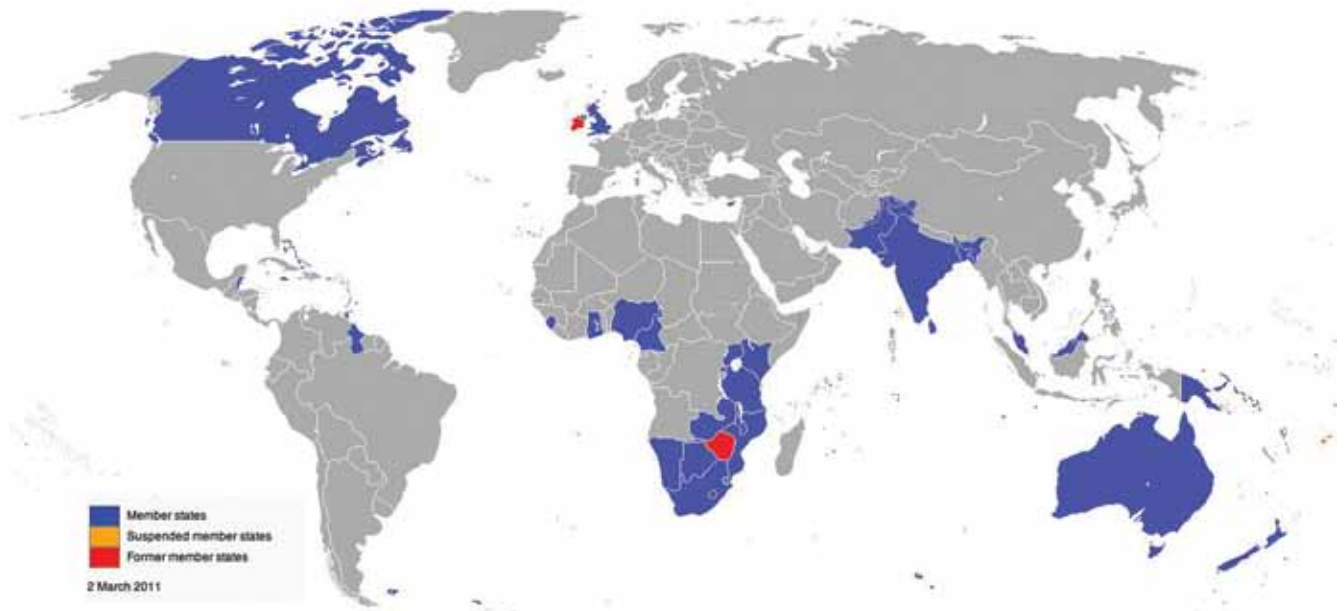 Member states
Suspended member states
Former member states
2 March 2011